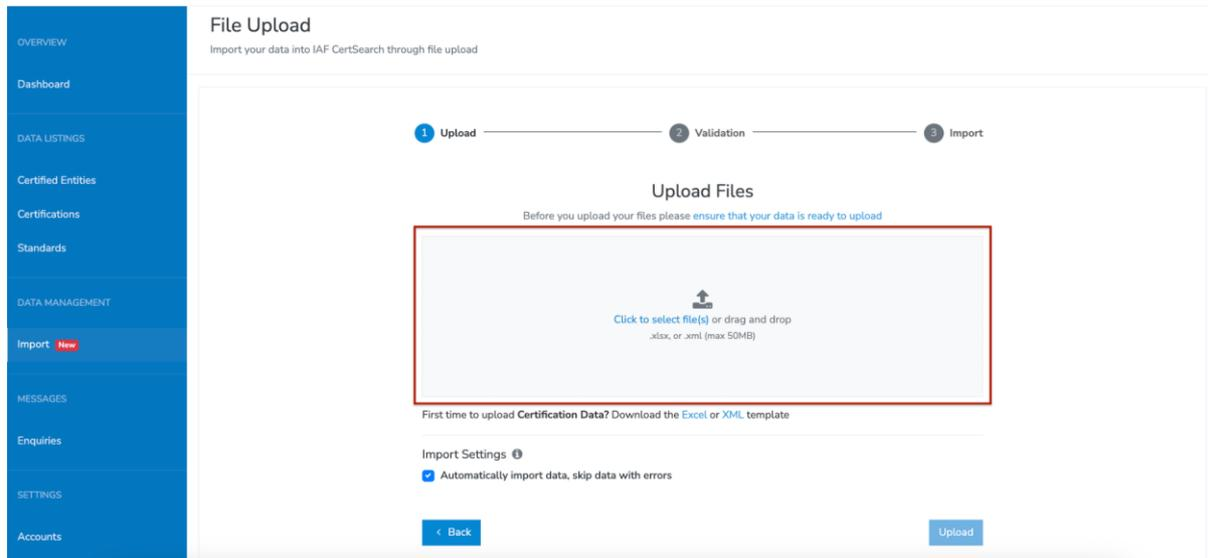 OVERVIEW
Dashboard
DATA LISTINGS
Certified Entities
Certifications
Standards
DATA MANAGEMENT
Import New
MESSAGES
Enquiries
SETTINGS
Accounts
File Upload
Import your data into IAF CertSearch through file upload
1 Upload 2 Validation 3 Import
Upload Files
Before you upload your files please ensure that your data is ready to upload
Click to select file(s) or drag and drop
.xlsx, or .xml (max 50MB)
First time to upload Certification Data? Download the Excel or XML template
Import Settings
Automatically import data, skip data with errors
< Back Upload